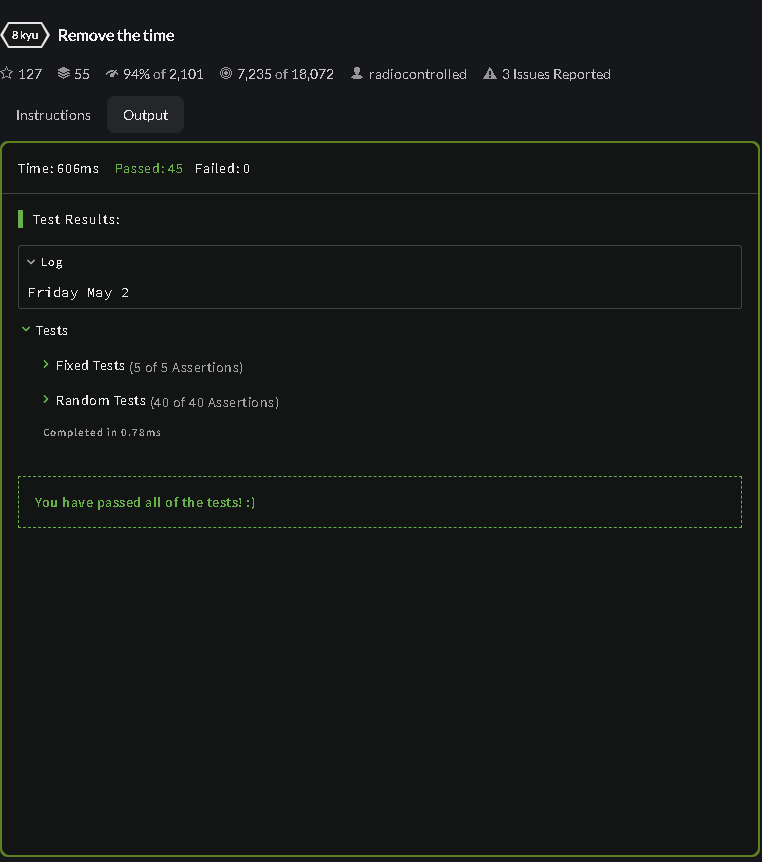 8 kyu Remove the time
127 55 94% of 2,101 7,235 of 18,072 radiocontrolled 3 Issues Reported
Instructions Output
Time: 606ms Passed: 45 Failed: 0
Test Results:
Log
Friday May 2
Tests
Fixed Tests (5 of 5 Assertions)
Random Tests (40 of 40 Assertions)
Completed in 0.78ms
You have passed all of the tests! :)